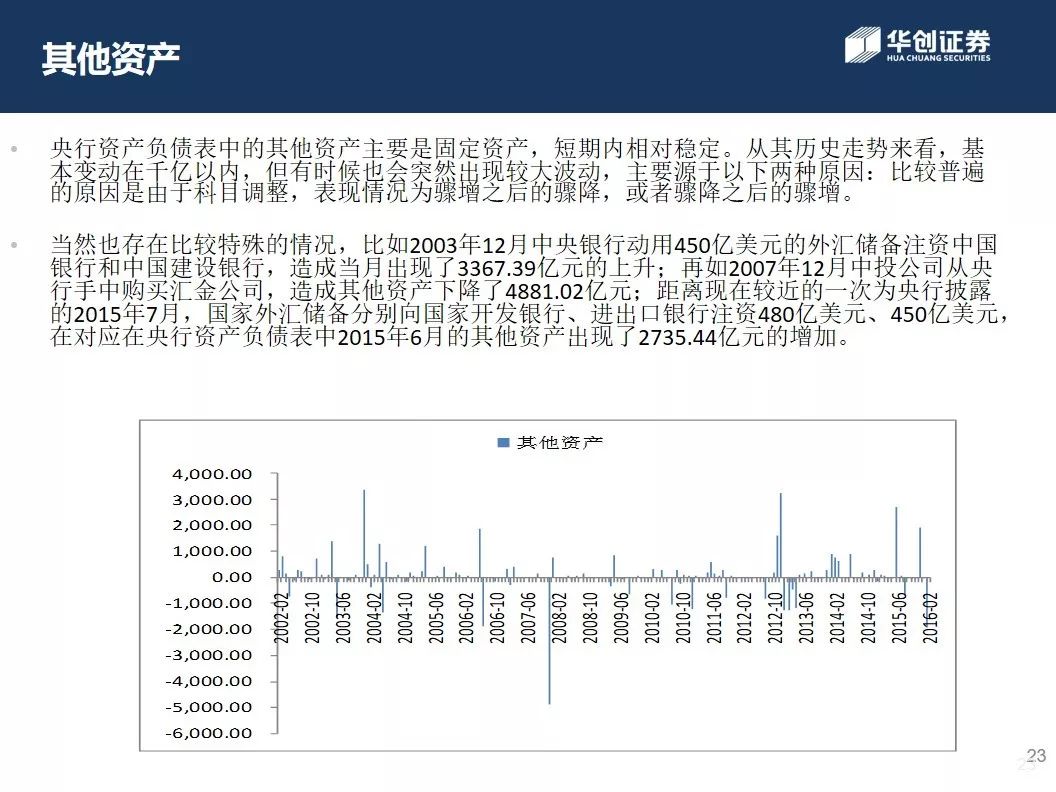 其他资产
华创证券
HUA CHUANG SECURITIES
央行资产负债表中的其他资产主要是固定资产，短期内相对稳定。从其历史走势来看，基
本变动在千亿以内，但有时候也会突然出现较大波动，主要源于以下两种原因：比较普遍
的原因是由于科目调整，表现情况为骤增之后的骤降，或者骤降之后的骤增。
当然也存在比较特殊的情况，比如2003年12月中央银行动用450亿美元的外汇储备注资中国
银行和中国建设银行，造成当月出现了3367.39亿元的上升；再如2007年12月中投公司从央
行手中购买汇金公司，造成其他资产下降了4881.02亿元；距离现在较近的一次为央行披露
的2015年7月，国家外汇储备分别向国家开发银行、进出口银行注资480亿美元、450亿美元，
在对应在央行资产负债表中2015年6月的其他资产出现了2735.44亿元的增加。
其他资产
4,000.00
3,000.00
2,000.00
1,000.00
0.00
-1,000.00
-2,000.00
-3,000.00
-4,000.00
-5,000.00
-6,000.00
2002-02
2002-10
2003-06
2004-02
2004-10
2005-06
2006-02
2006-10
2007-06
2008-02
2008-10
2009-06
2010-02
2010-10
2011-06
2012-02
2012-10
2013-06
2014-02
2014-10
2015-06
2016-02
23